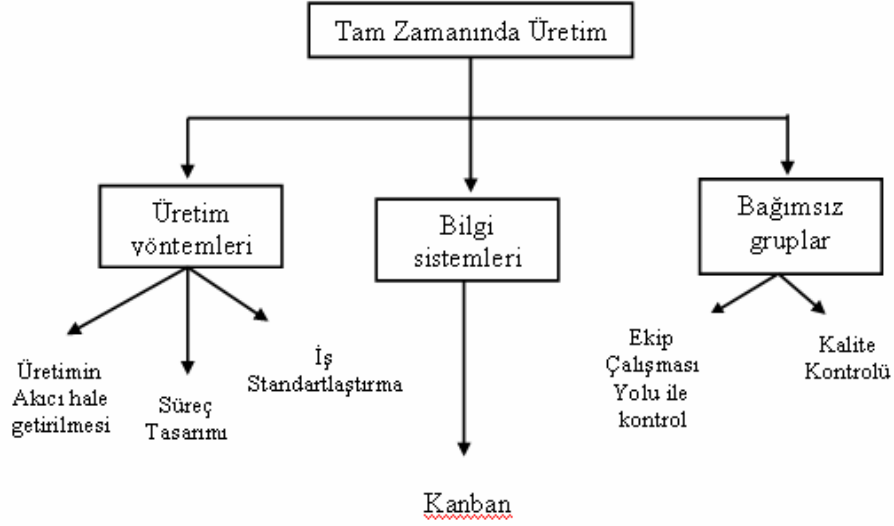 Tam Zamanında Üretim
Üretim
yöntemleri
Bilgi
sistemleri
Bağımsız
gruplar
Üretimin
Akıcı hale
getirilmesi
Süreç
Tasarımı
İş
Standartlaştırma
Kanban
Ekip
Çalışması
Yolu ile
kontrol
Kalite
Kontrolü